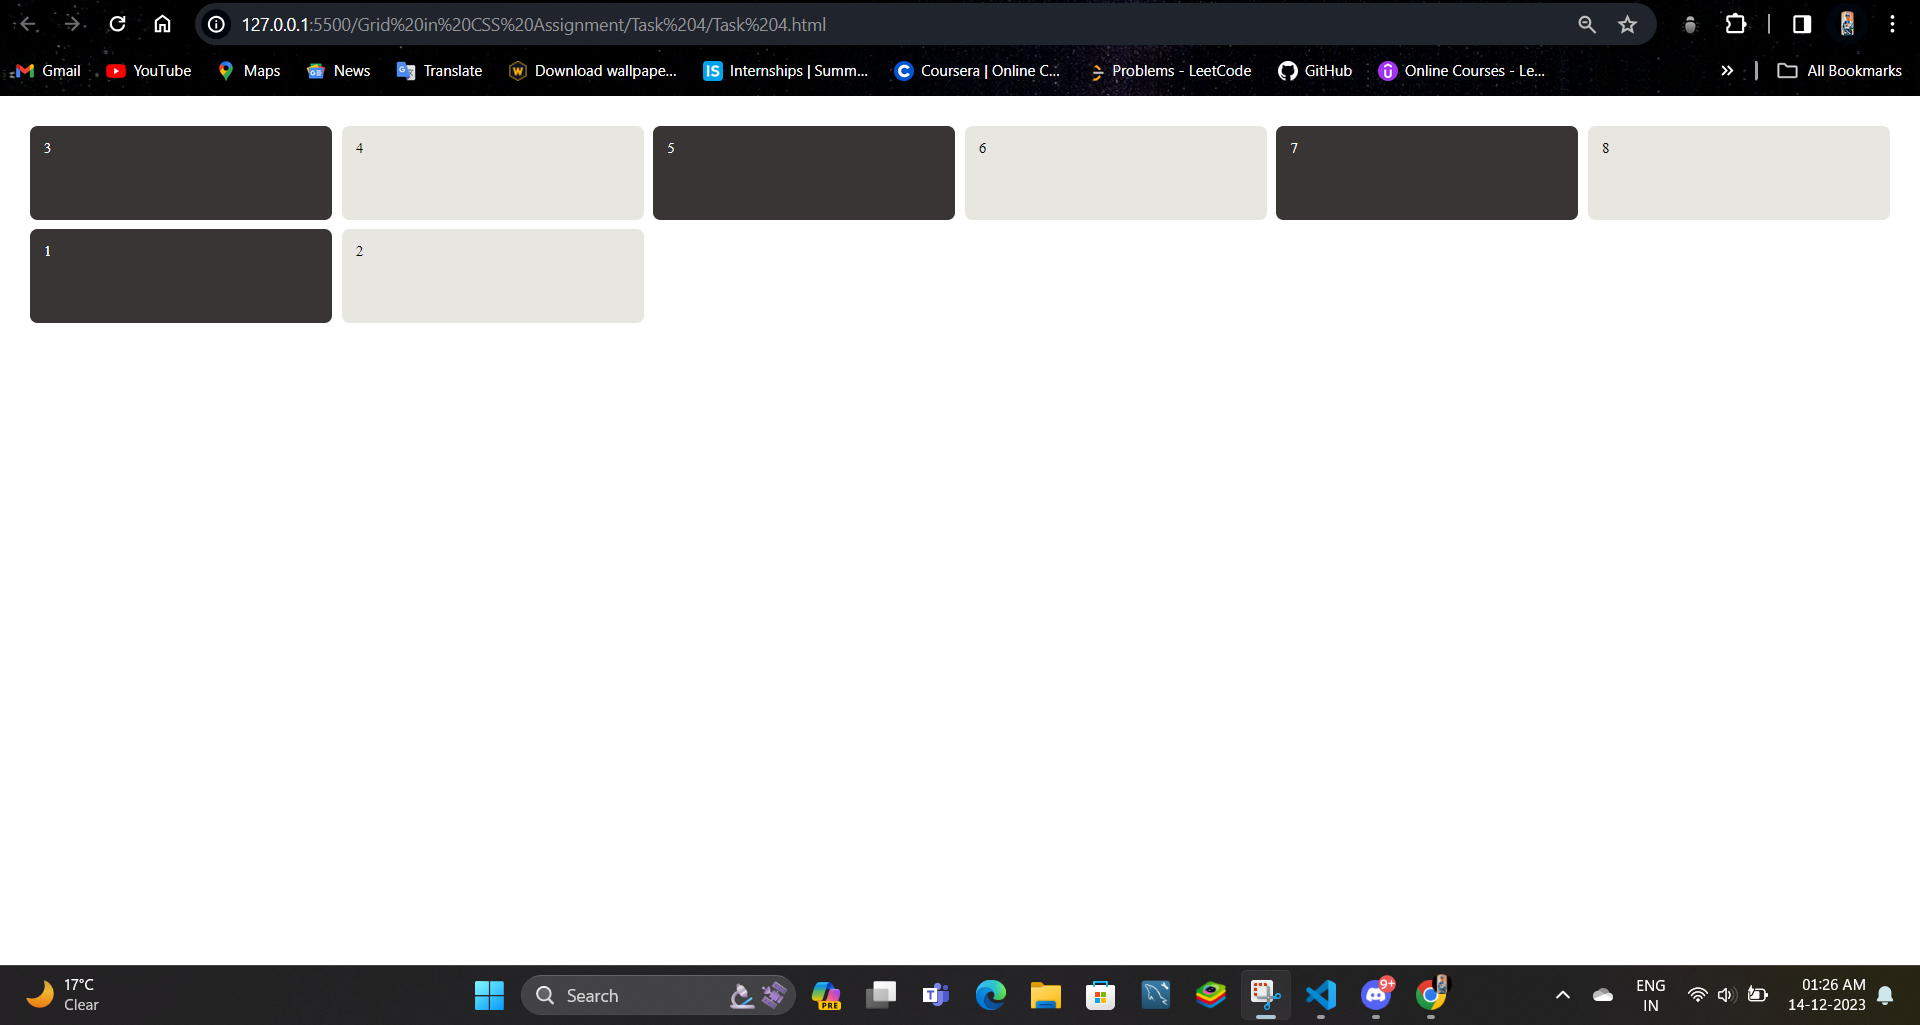 127.0.0.1:5500/Grid%20in%20CSS%20Assignment/Task%204/Task%204.html
Gmail YouTube Maps News Translate Download wallpape... Internships | Summ... Coursera | Online C... Problems - LeetCode GitHub Online Courses - Le... » All Bookmarks
3 4 5 6 7 8
1 2
17°C
Clear
Search
PRE
9+
ENG
IN
01:26 AM
14-12-2023